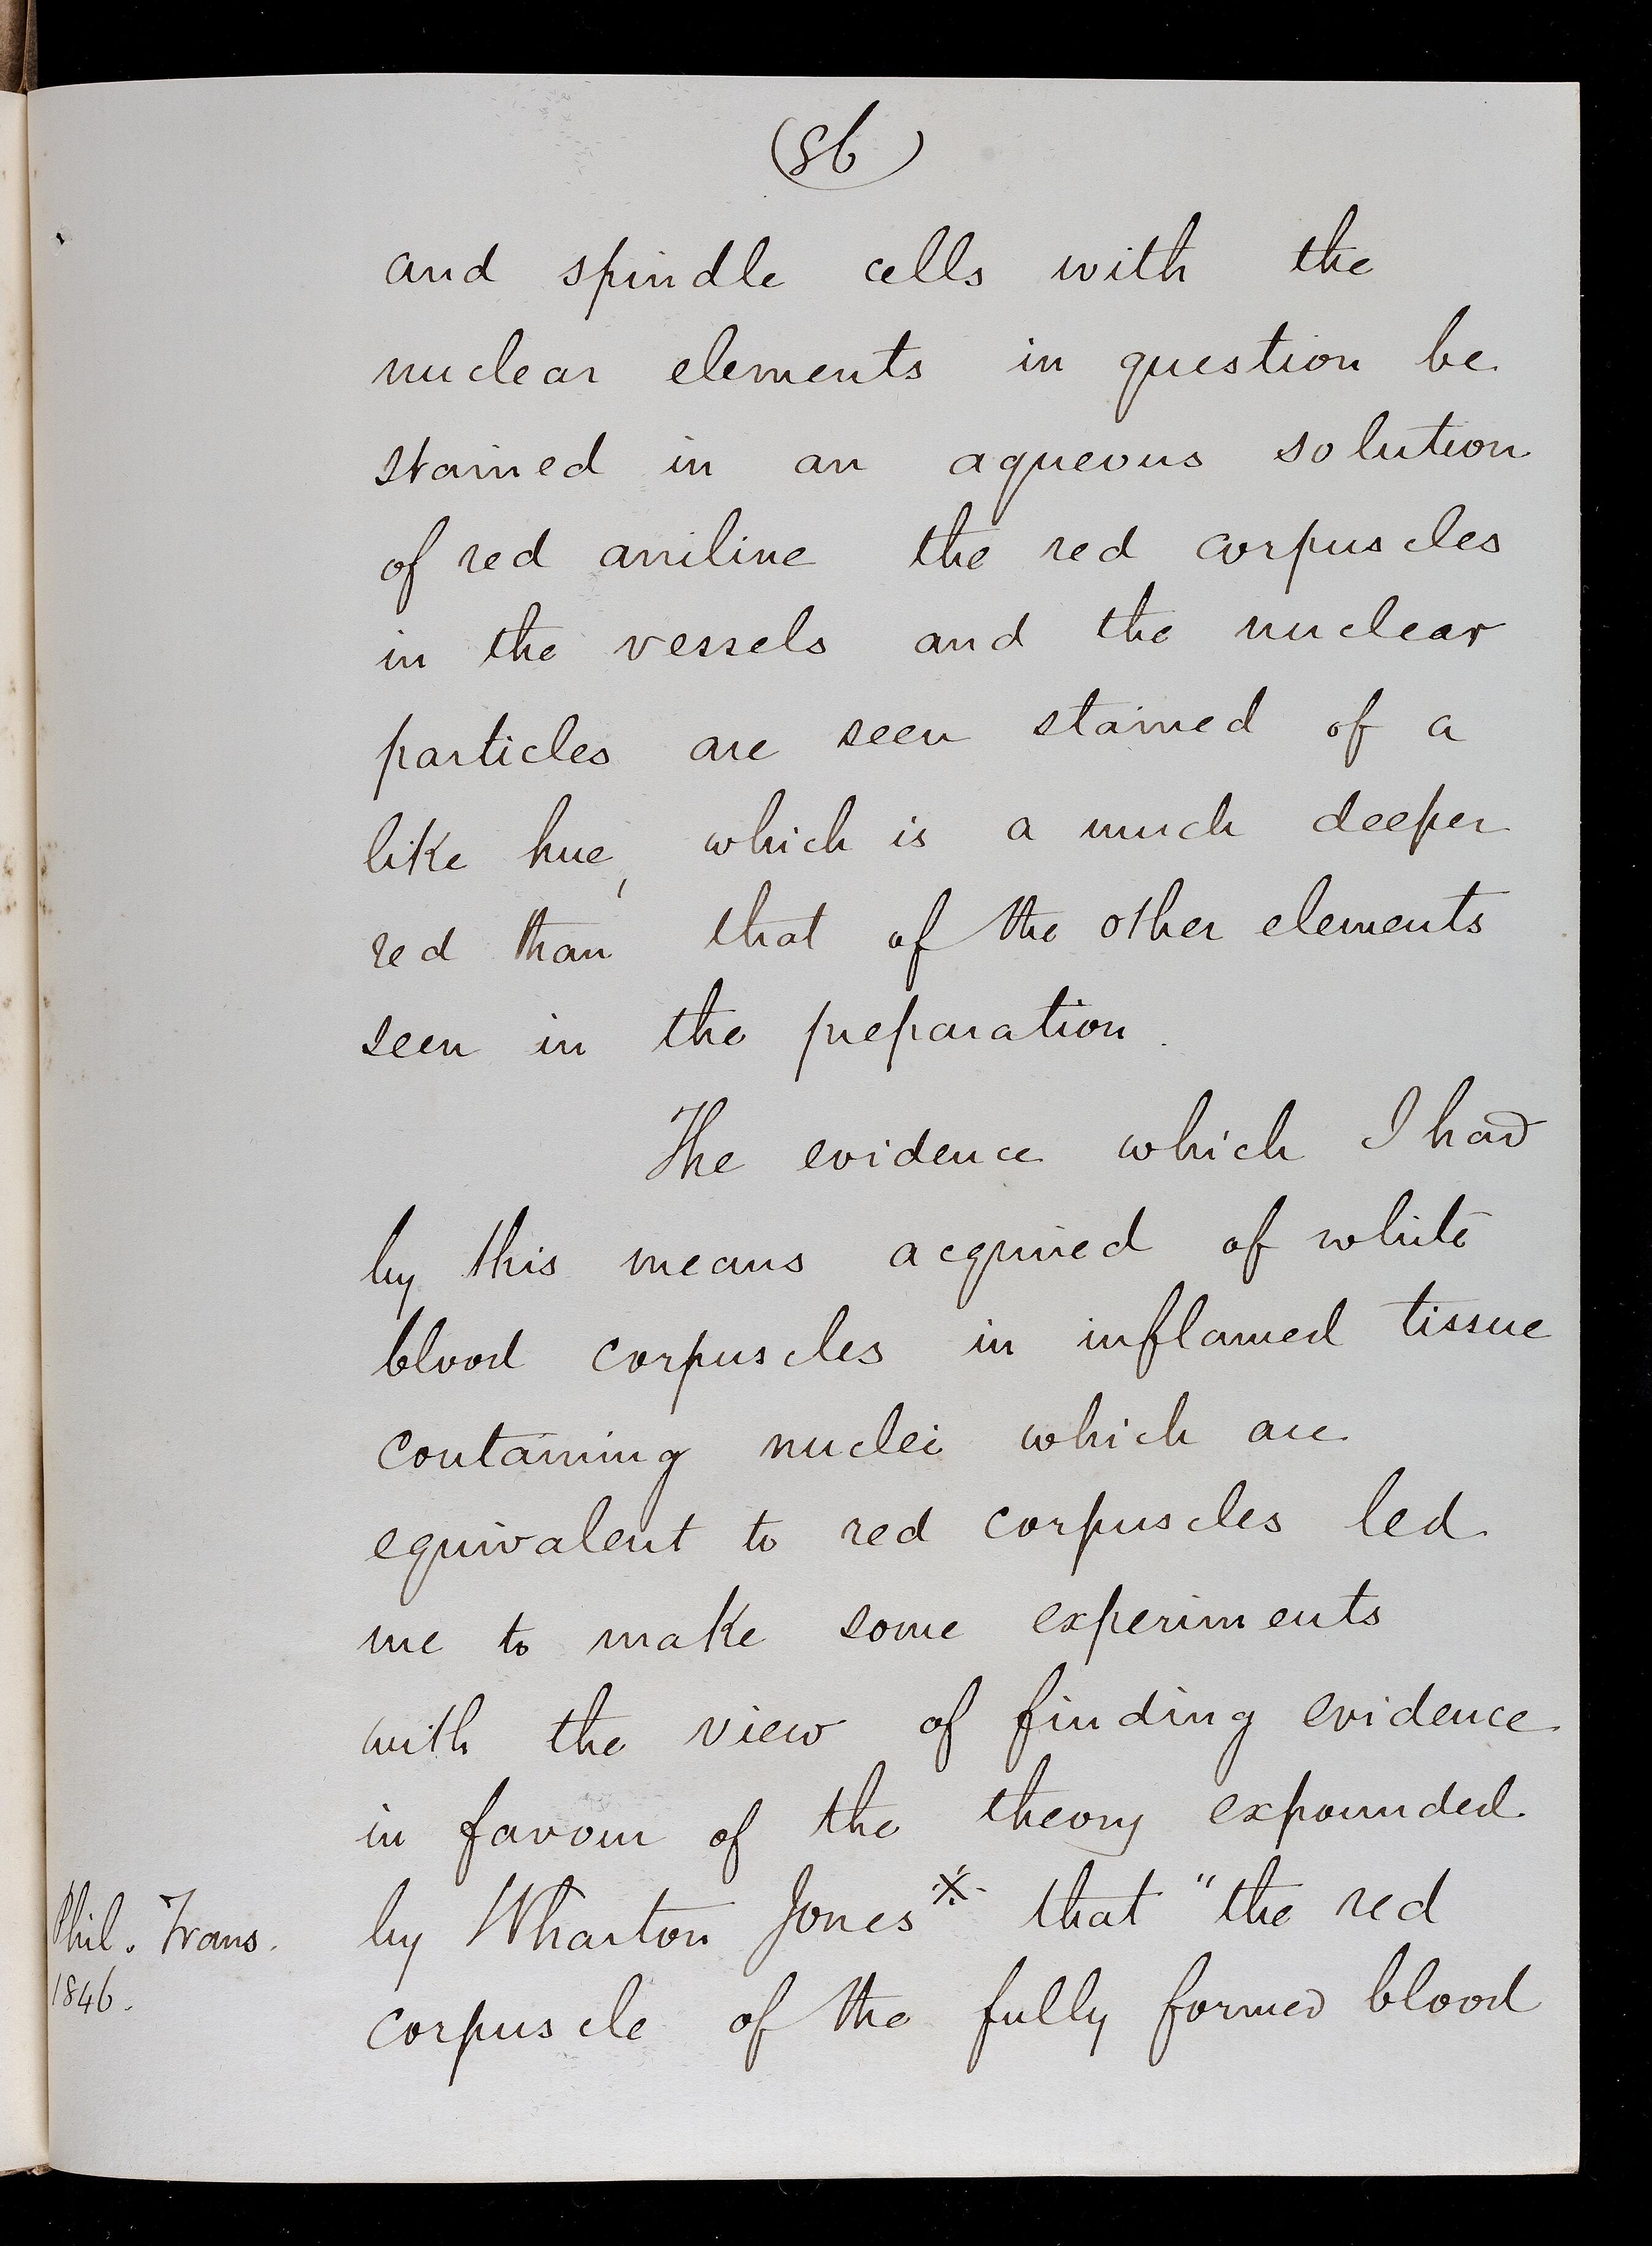 (86)
and spindle cells with the
nuclear elements in question be
stained in an aqueous solution
of red aniline the red corpuscles
in the vessels and the nuclear
particles are seen stained of a
like hue, which is a much deeper
red than that of the other elements
seen in the preparation.
The evidence which I had
by this means acquired of white
blood corpuscles in inflamed tissue
containing nuclei which are
equivalent to red corpuscles led
me to make some experiments
with the view of finding evidence
in favour of the theory expounded
by Wharton Jones※ that "the red
corpuscle of the fully formed blood
Phil. Trans.
1846.